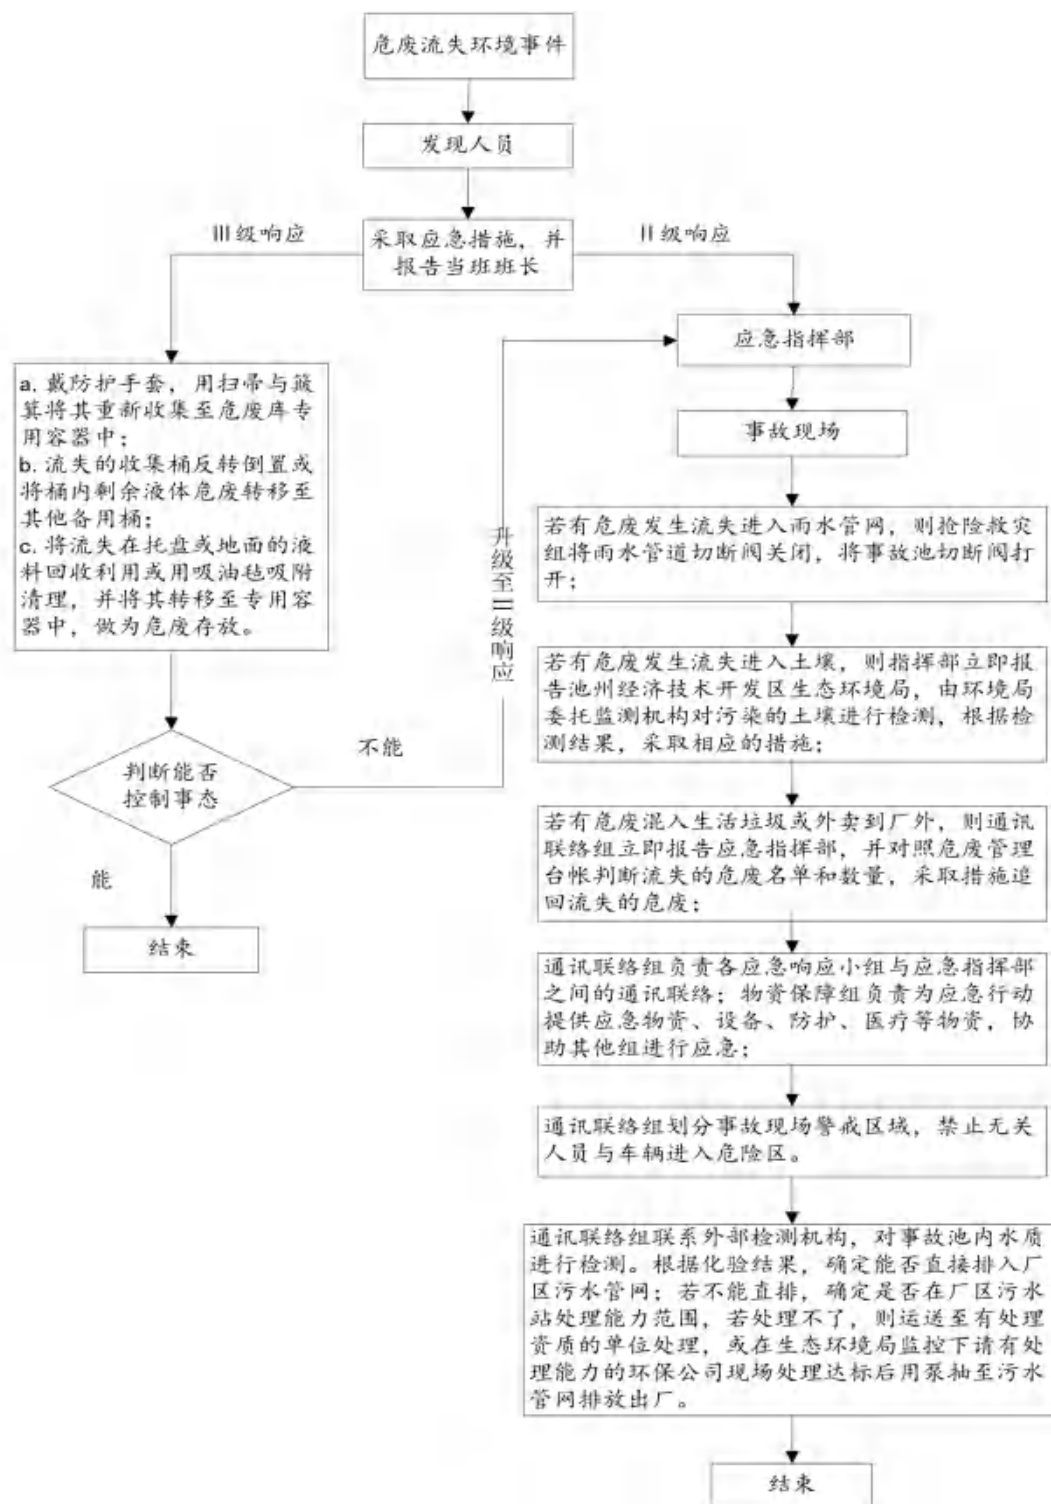 危废流失环境事件
发现人员
III 级响应
采取应急措施，并
报告当班班长
II 级响应
a. 戴防护手套，用扫帚与簸
箕将其重新收集至危废库专
用容器中；
b. 流失的收集桶反转倒置或
将桶内剩余液体危废转移至
其他备用桶；
c. 将流失在托盘或地面的液
料回收利用或用吸油毡吸附
清理，并将其转移至专用容
器中，做为危废存放。
判断能否
控制事态
不能
能
结束
升级至II级响应
应急指挥部
事故现场
若有危废发生流失进入雨水管网，则抢险救灾
组将雨水管道切断阀关闭，将事故池切断阀打
开；
若有危废发生流失进入土壤，则指挥部立即报
告池州经济技术开发区生态环境局，由环境局
委托监测机构对污染的土壤进行检测，根据检
测结果，采取相应的措施；
若有危废混入生活垃圾或外卖到厂外，则通讯
联络组立即报告应急指挥部，并对照危废管理
台帐判断流失的危废名单和数量，采取措施追
回流失的危废；
通讯联络组负责各应急响应小组与应急指挥部
之间的通讯联络；物资保障组负责为应急行动
提供应急物资、设备、防护、医疗等物资，协
助其他组进行应急；
通讯联络组划分事故现场警戒区域，禁止无关
人员与车辆进入危险区。
通讯联络组联系外部检测机构，对事故池内水质
进行检测。根据化验结果，确定能否直接排入厂
区污水管网；若不能直排，确定是否在厂区污水
站处理能力范围，若处理不了，则运送至有处理
资质的单位处理，或在生态环境局监控下请有处
理能力的环保公司现场处理达标后用泵抽至污水
管网排放出厂。
结束